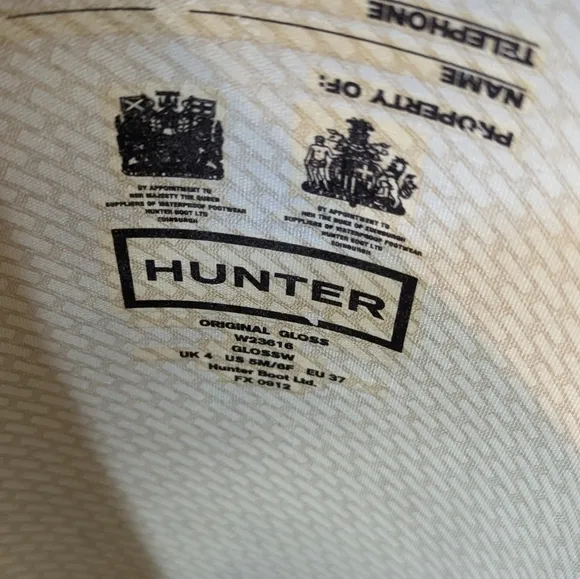 PROPERTY OF:
NAME
TELEPHONE
BY APPOINTMENT TO
HER MAJESTY THE QUEEN
SUPPLIERS OF WATERPROOF FOOTWEAR
HUNTER BOOT LTD
EDINBURGH
BY APPOINTMENT TO
HRH THE DUKE OF EDINBURGH
SUPPLIERS OF WATERPROOF FOOTWEAR
HUNTER BOOT LTD
EDINBURGH
HUNTER
ORIGINAL GLOSS
W23616
GLOSSW
UK 4 US 5M/6F EU 37
Hunter Boot Ltd.
FX 0912